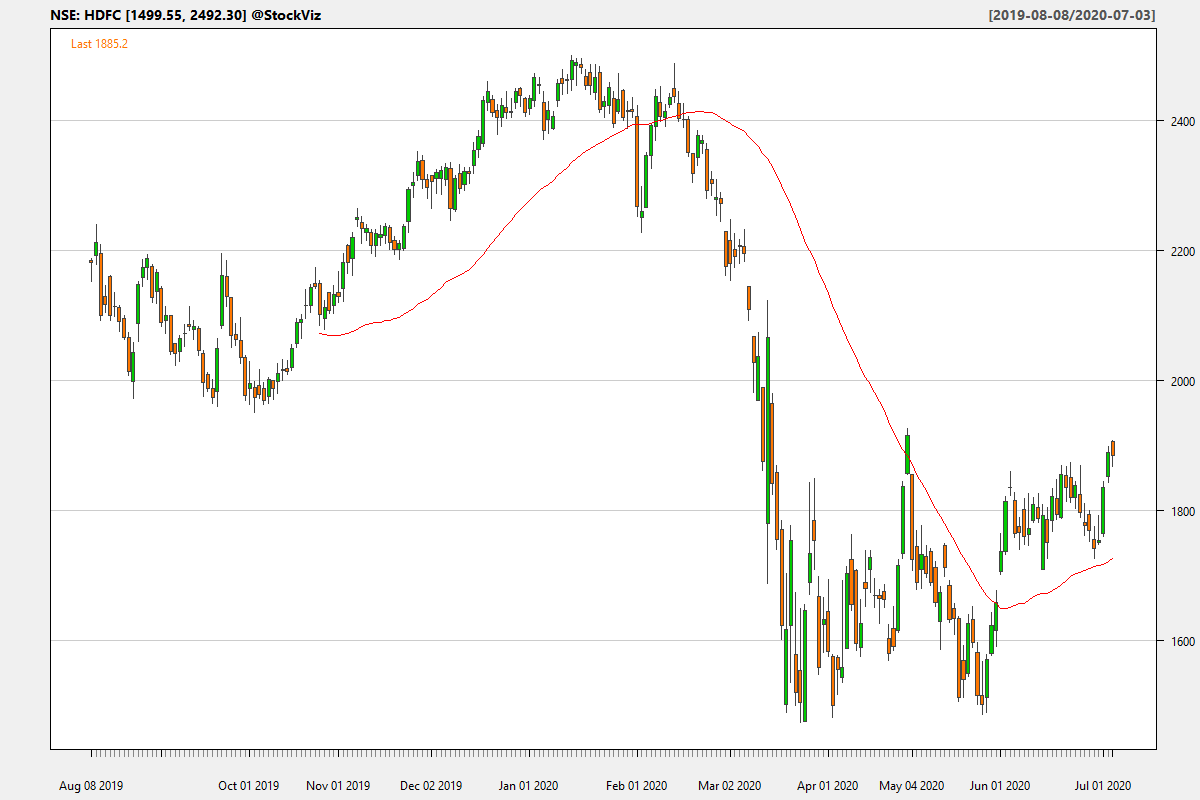 NSE: HDFC [1499.55, 2492.30] @StockViz [2019-08-08/2020-07-03]
Last 1885.2
2400
2200
2000
1800
1600
Aug 08 2019 Oct 01 2019 Nov 01 2019 Dec 02 2019 Jan 01 2020 Feb 01 2020 Mar 02 2020 Apr 01 2020 May 04 2020 Jun 01 2020 Jul 01 2020